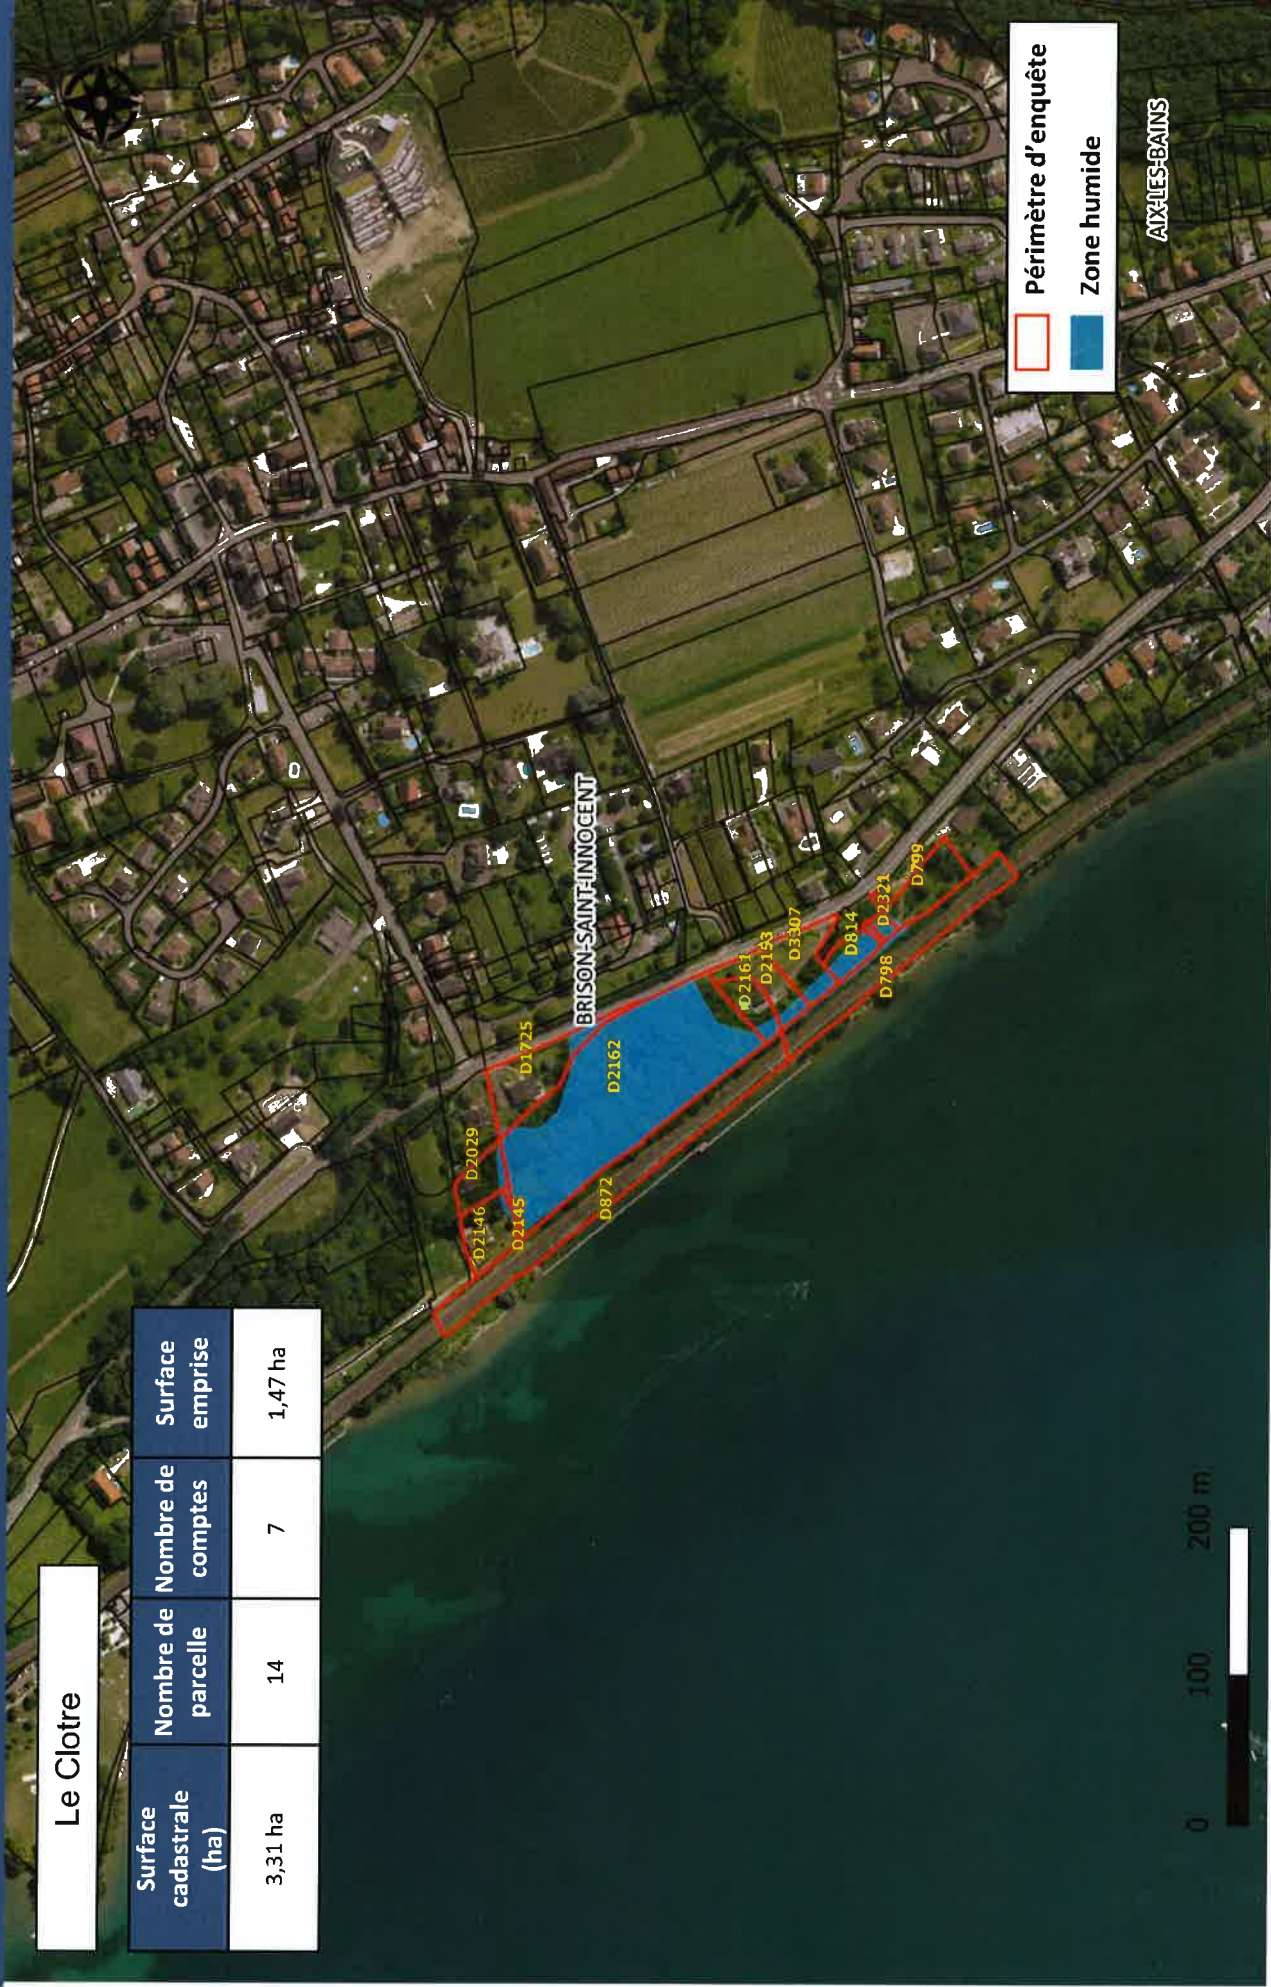 Le Clotre
Surface
cadastrale
(ha)
Nombre de
parcelle
Nombre de
comptes
Surface
emprise
3,31 ha
14
7
1,47 ha
BRISON-SAINT-INNOCENT
AIX-LES-BAINS
D2146
D2029
D1725
D2145
D872
D2162
D2161
D2153
D3307
D814
D2321
D799
D798
Périmètre d'enquête
Zone humide
0
100
200 m